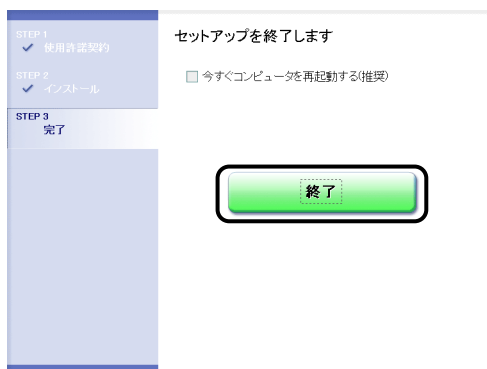 STEP 1
使用許諾契約
STEP 2
インストール
STEP 3
完了
セットアップを終了します
今すぐコンピュータを再起動する(推奨)
終了